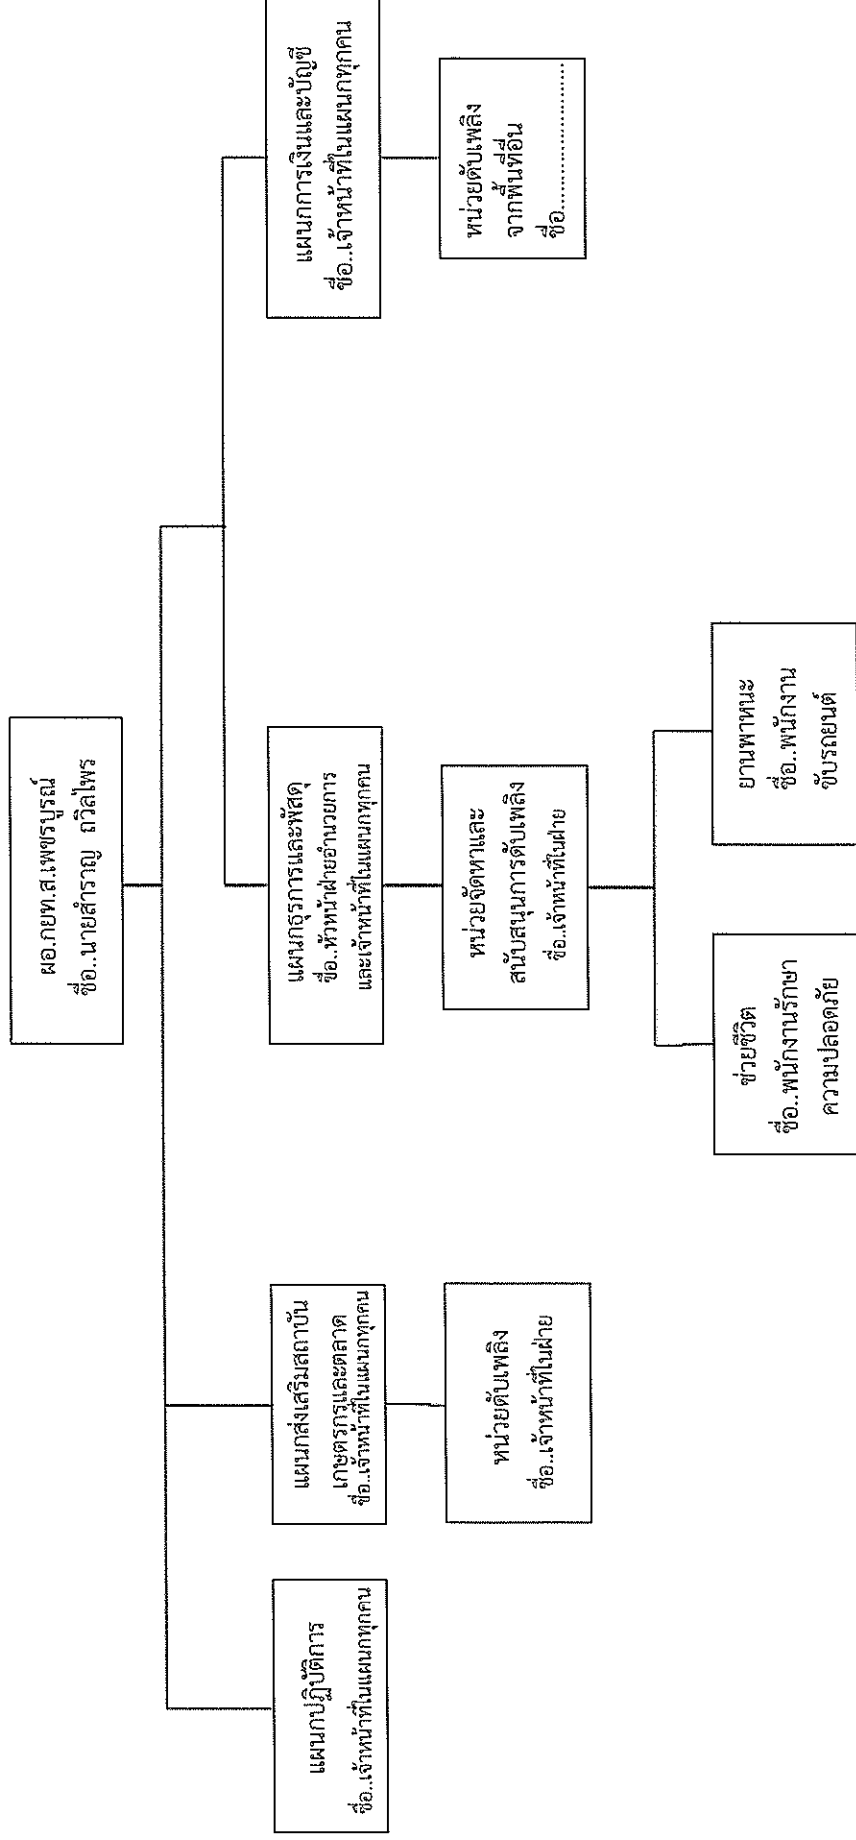 ผอ.กยท.ส.เพชรบูรณ์
ชื่อ..นายสำราญ ถวิลไพร
แผนกปฏิบัติการ
ชื่อ..เจ้าหน้าที่ในแผนกทุกคน
แผนกส่งเสริมสถาบัน
เกษตรกรและตลาด
ชื่อ..เจ้าหน้าที่ในแผนกทุกคน
แผนกธุรการและพัสดุ
ชื่อ..หัวหน้าฝ่ายอำนวยการ
และเจ้าหน้าที่ในแผนกทุกคน
แผนกการเงินและบัญชี
ชื่อ..เจ้าหน้าที่ในแผนกทุกคน
หน่วยดับเพลิง
ชื่อ..เจ้าหน้าที่ในฝ่าย
หน่วยจัดหาและ
สนับสนุนการดับเพลิง
ชื่อ..เจ้าหน้าที่ในฝ่าย
หน่วยดับเพลิง
จากพื้นที่อื่น
ชื่อ..........................
ช่วยชีวิต
ชื่อ..พนักงานรักษา
ความปลอดภัย
ยานพาหนะ
ชื่อ..พนักงาน
ขับรถยนต์